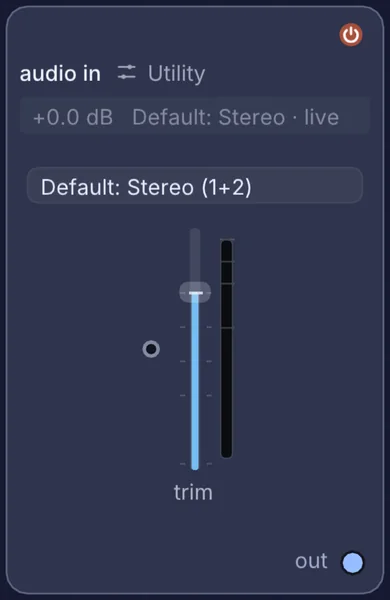 audio in Utility
+0.0 dB Default: Stereo · live
Default: Stereo (1+2)
trim
out